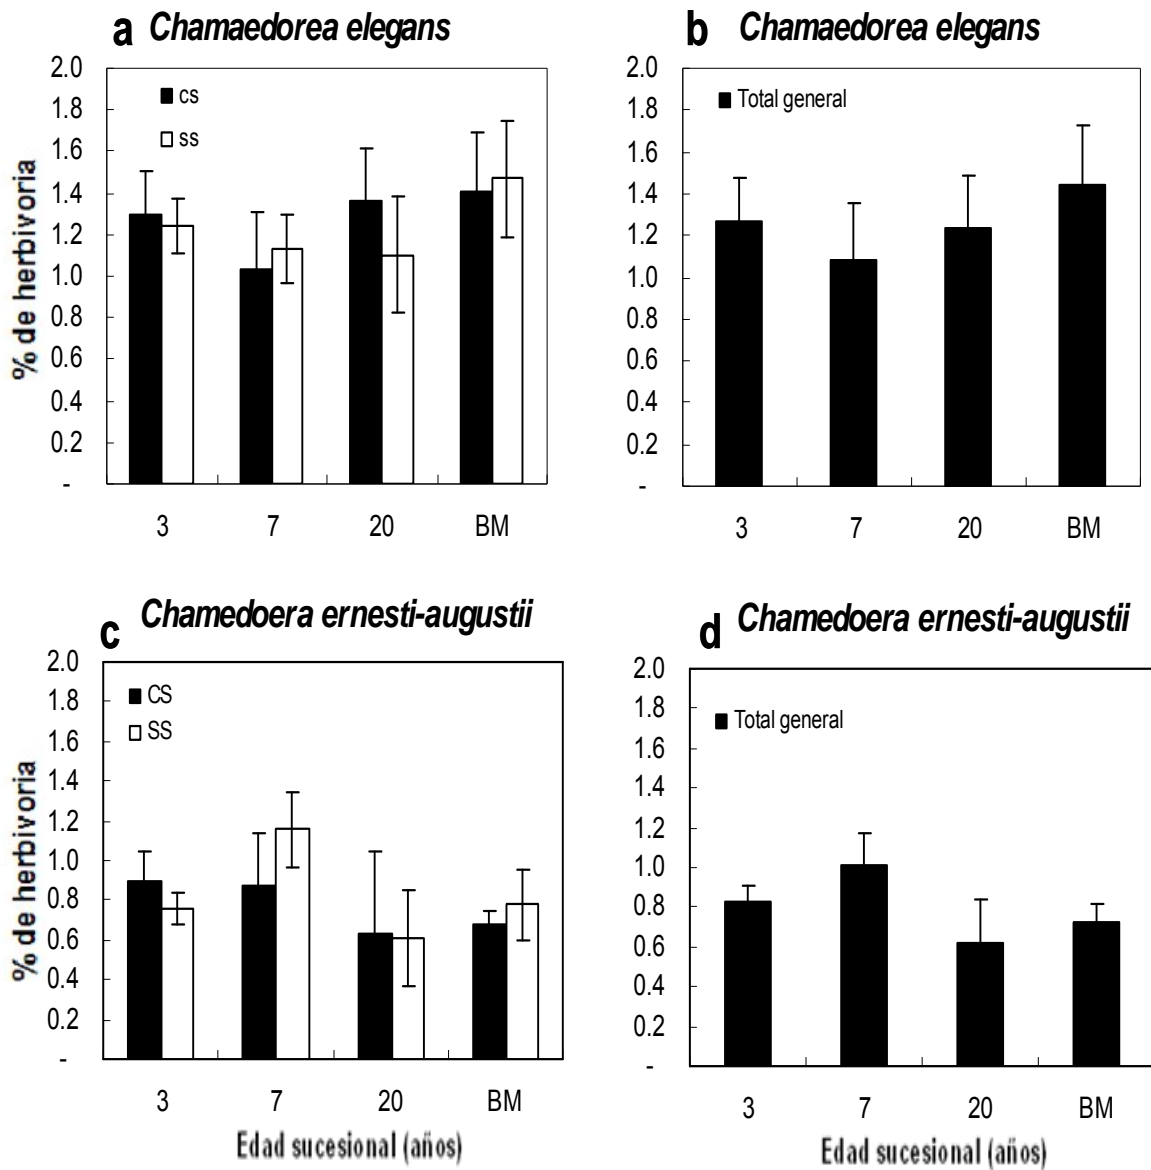 a Chamaedorea elegans
2.0
1.8
1.6
1.4
1.2
1.0
0.8
0.6
0.4
0.2
-
% de herbivoria
cs
ss
3 7 20 BM
b Chamaedorea elegans
2.0
1.8
1.6
1.4
1.2
1.0
0.8
0.6
0.4
0.2
-
Total general
3 7 20 BM
c Chamedoera ernesti-augustii
2.0
1.8
1.6
1.4
1.2
1.0
0.8
0.6
0.4
0.2
-
% de herbivoria
CS
SS
3 7 20 BM
Edad sucesional (años)
d Chamedoera ernesti-augustii
2.0
1.8
1.6
1.4
1.2
1.0
0.8
0.6
0.4
0.2
-
Total general
3 7 20 BM
Edad sucesional (años)